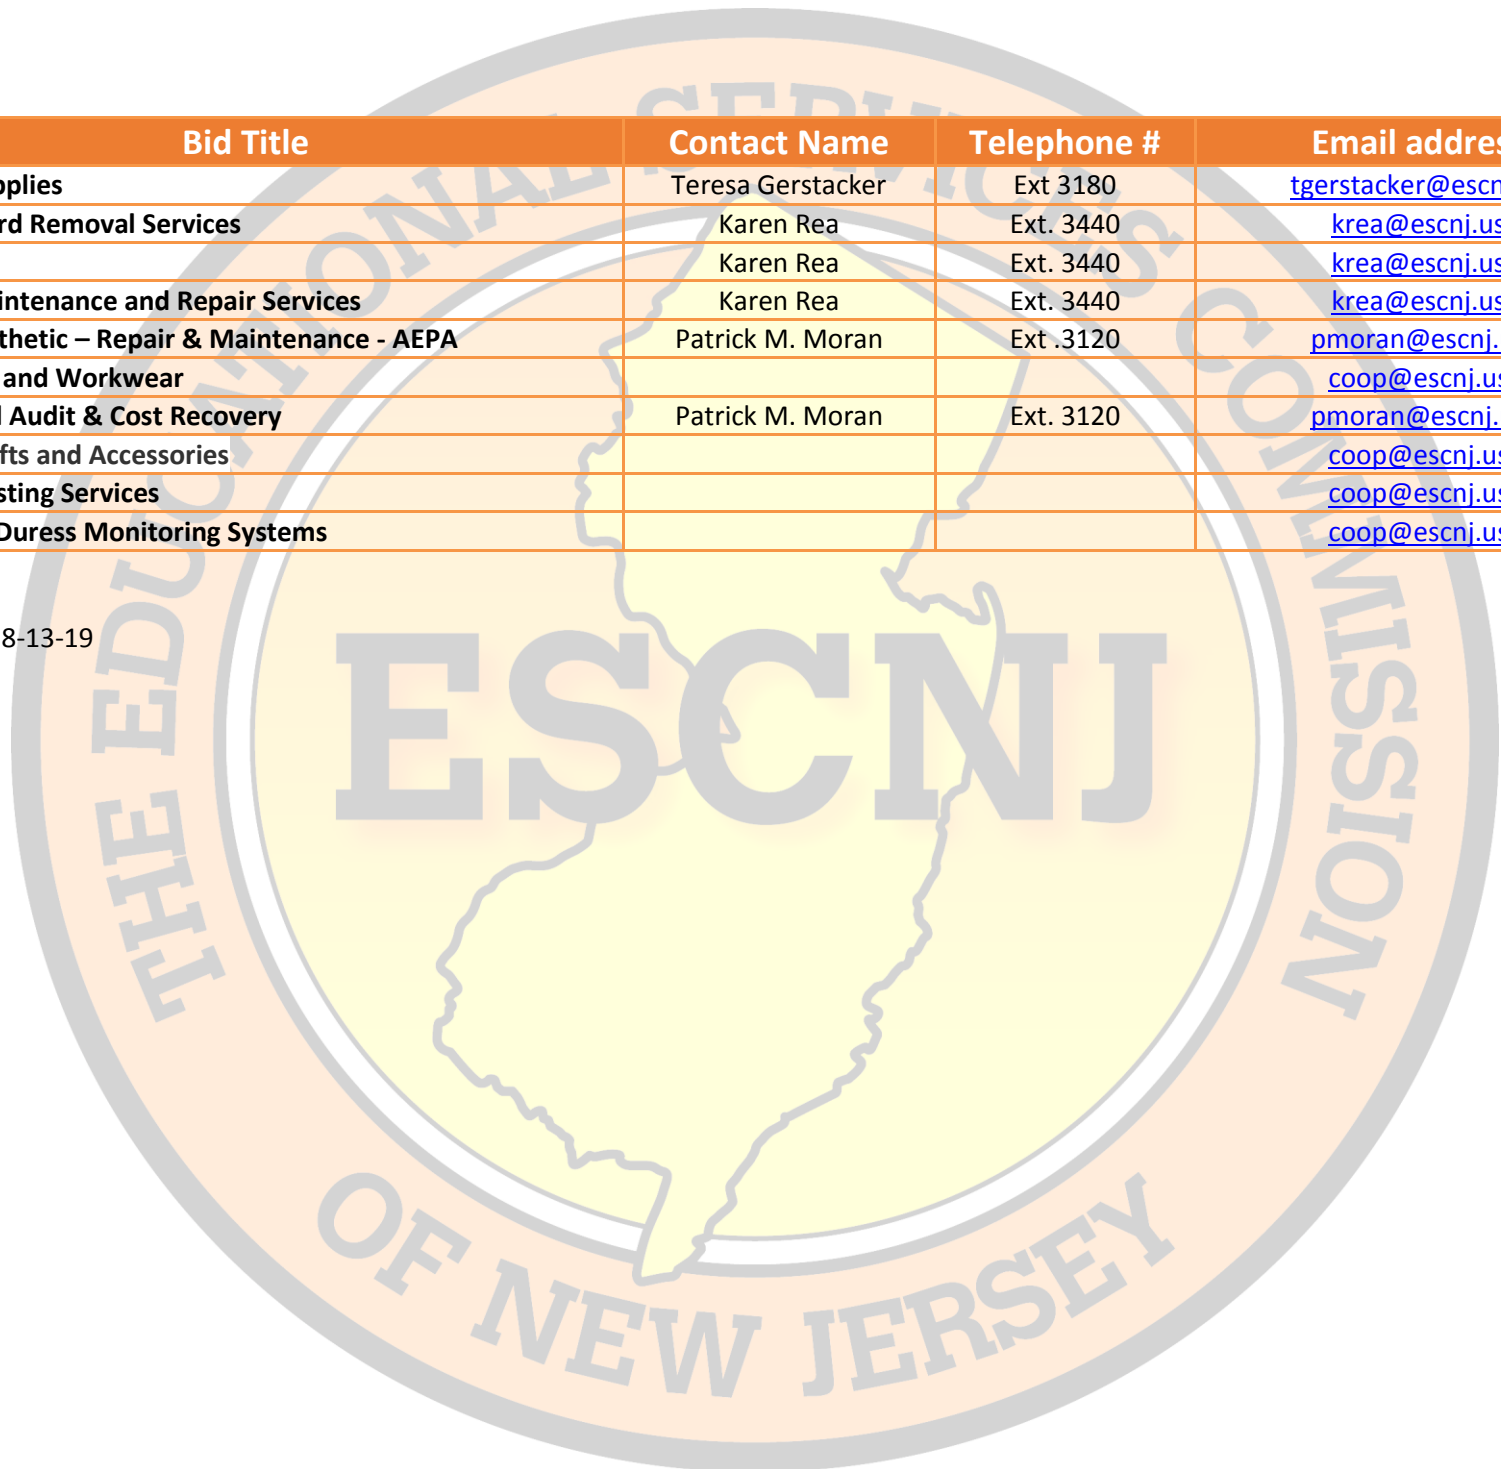 Bid Title Contact Name Telephone # Email addres
pplies Teresa Gerstacker Ext 3180 tgerstacker@escn
rd Removal Services Karen Rea Ext. 3440 krea@escnj.us
Karen Rea Ext. 3440 krea@escnj.us
intenance and Repair Services Karen Rea Ext. 3440 krea@escnj.us
thetic – Repair & Maintenance - AEPA Patrick M. Moran Ext .3120 pmoran@escnj.
and Workwear coop@escnj.us
l Audit & Cost Recovery Patrick M. Moran Ext. 3120 pmoran@escnj.
fts and Accessories coop@escnj.us
sting Services coop@escnj.us
Duress Monitoring Systems coop@escnj.us
8-13-19
THE EDUCATIONAL SERVICES COMMISSION
ESCNJ
OF NEW JERSEY